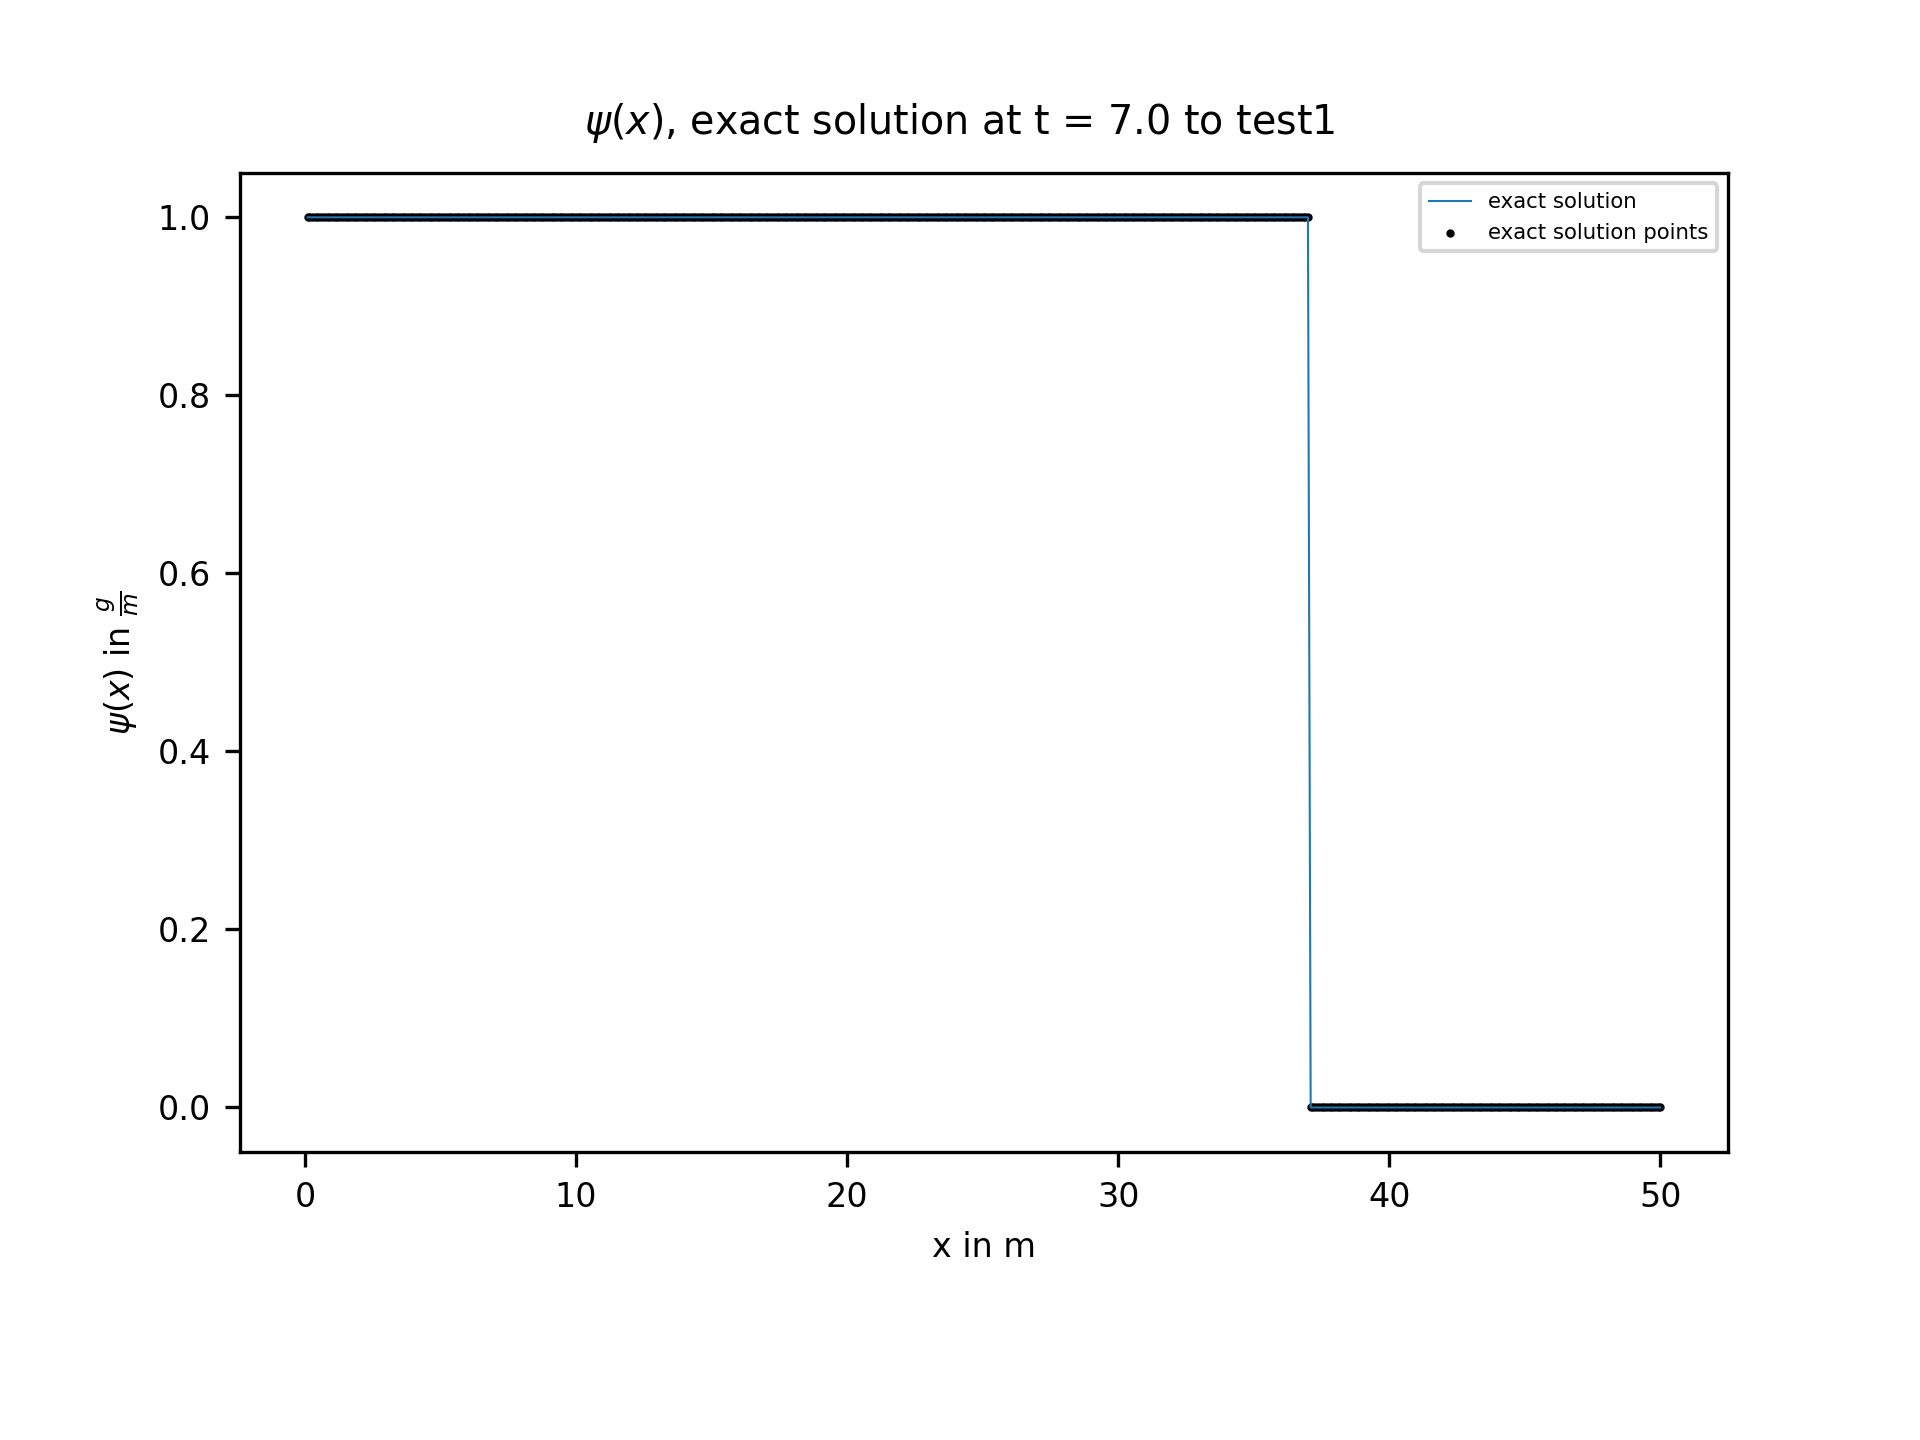 ψ(x), exact solution at t = 7.0 to test1
exact solution
exact solution points
1.0
0.8
0.6
0.4
0.2
0.0
ψ(x) in g/m
0 10 20 30 40 50
x in m